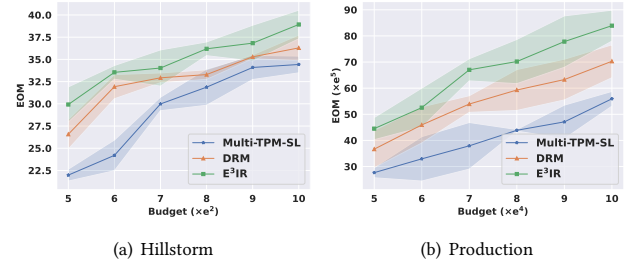 40.0
37.5
35.0
32.5
30.0
27.5
25.0
22.5
EOM
5 6 7 8 9 10
Budget (×e²)
Multi-TPM-SL
DRM
E³IR
(a) Hillstorm
90
80
70
60
50
40
30
EOM (×e⁵)
5 6 7 8 9 10
Budget (×e⁴)
Multi-TPM-SL
DRM
E³IR
(b) Production